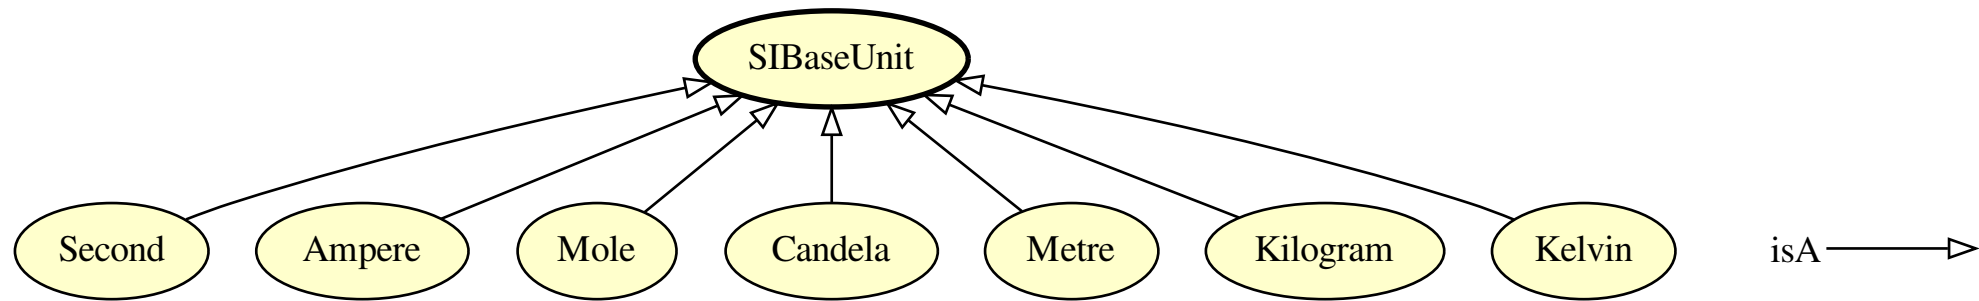 SIBaseUnit
Second
Ampere
Mole
Candela
Metre
Kilogram
Kelvin
isA